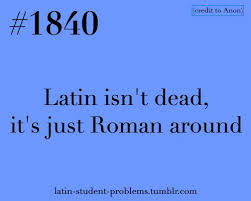 #1840
(credit to Anon)
Latin isn't dead,
it's just Roman around
latin-student-problems.tumblr.com